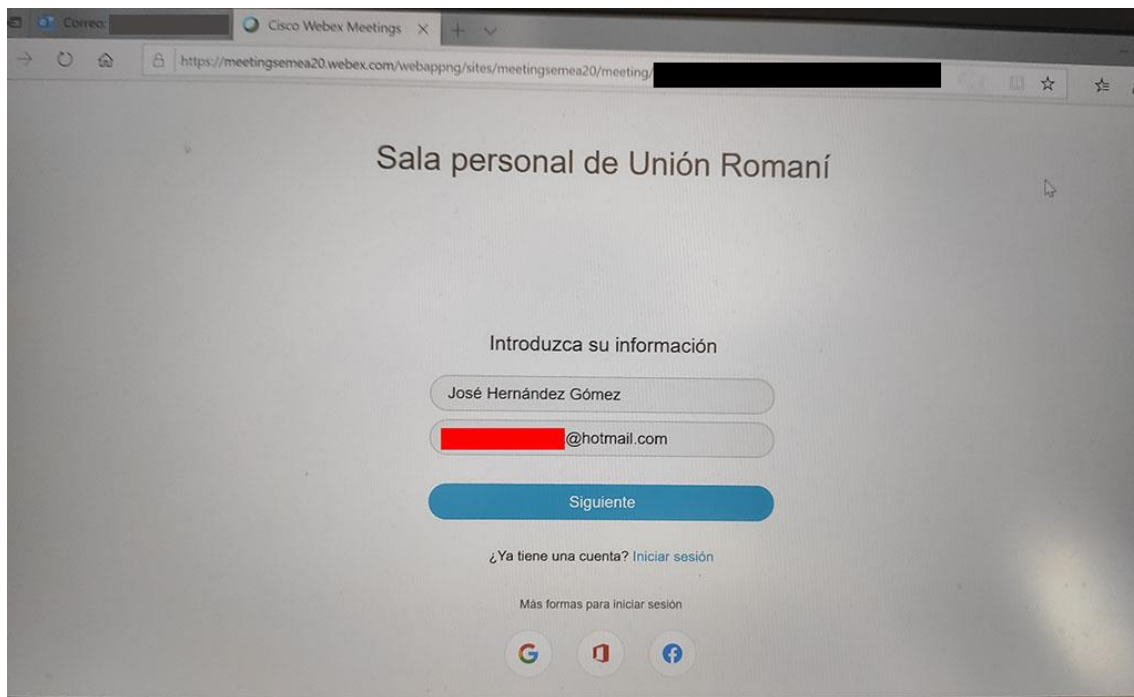 Correo:
Cisco Webex Meetings
https://meetingsemea20.webex.com/webappng/sites/meetingsemea20/meeting/
Sala personal de Unión Romaní
Introduzca su información
José Hernández Gómez
@hotmail.com
Siguiente
¿Ya tiene una cuenta? Iniciar sesión
Más formas para iniciar sesión